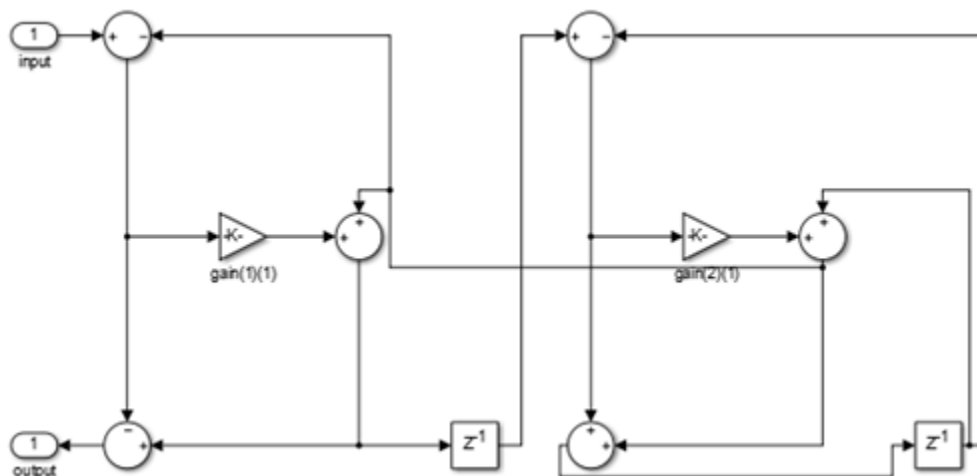 1
input
+
−
+
−
+
+
-K-
+
+
-K-
gain(1)(1)
gain(2)(1)
−
+
+
+
1
Z-1
Z-1
output